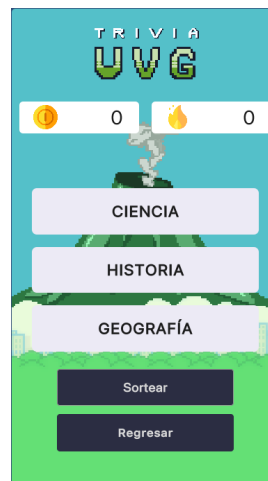 TRIVIA
UVG
0 0
CIENCIA
HISTORIA
GEOGRAFÍA
Sortear
Regresar